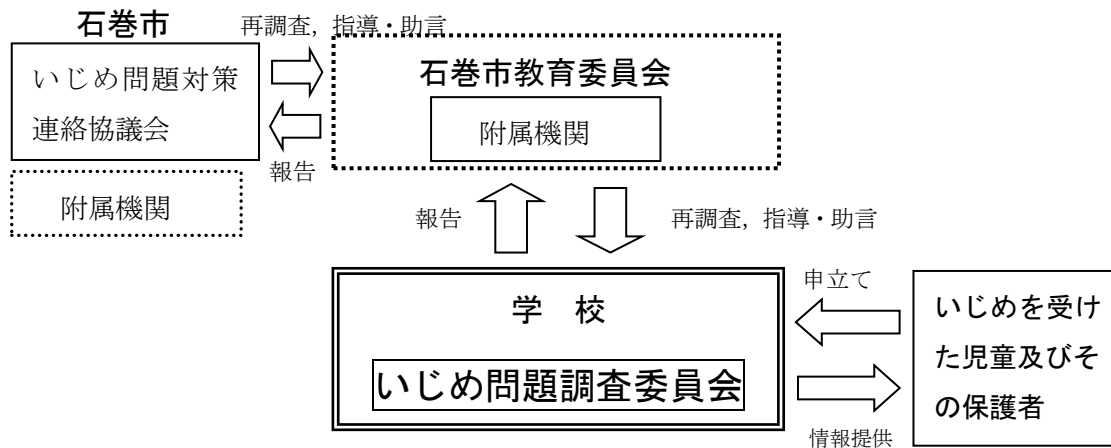 石巻市
再調査，指導・助言
いじめ問題対策
連絡協議会
報告
附属機関
石巻市教育委員会
附属機関
報告
再調査，指導・助言
学　校
いじめ問題調査委員会
申立て
情報提供
いじめを受け
た児童及びそ
の保護者